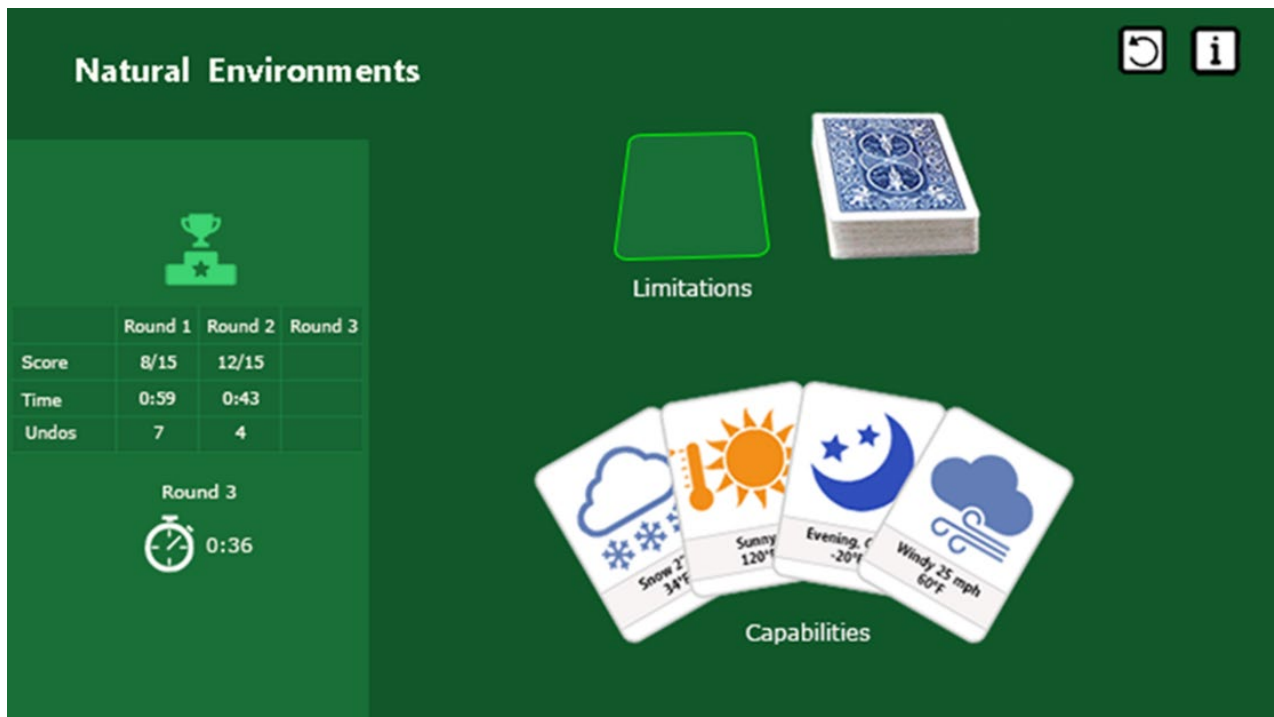 Natural Environments
i
Limitations
Round 1 Round 2 Round 3
Score 8/15 12/15
Time 0:59 0:43
Undos 7 4
Round 3
0:36
Snow
34°F
Sunny
120°
Evening,
-20°F
Windy 25 mph
60°F
Capabilities